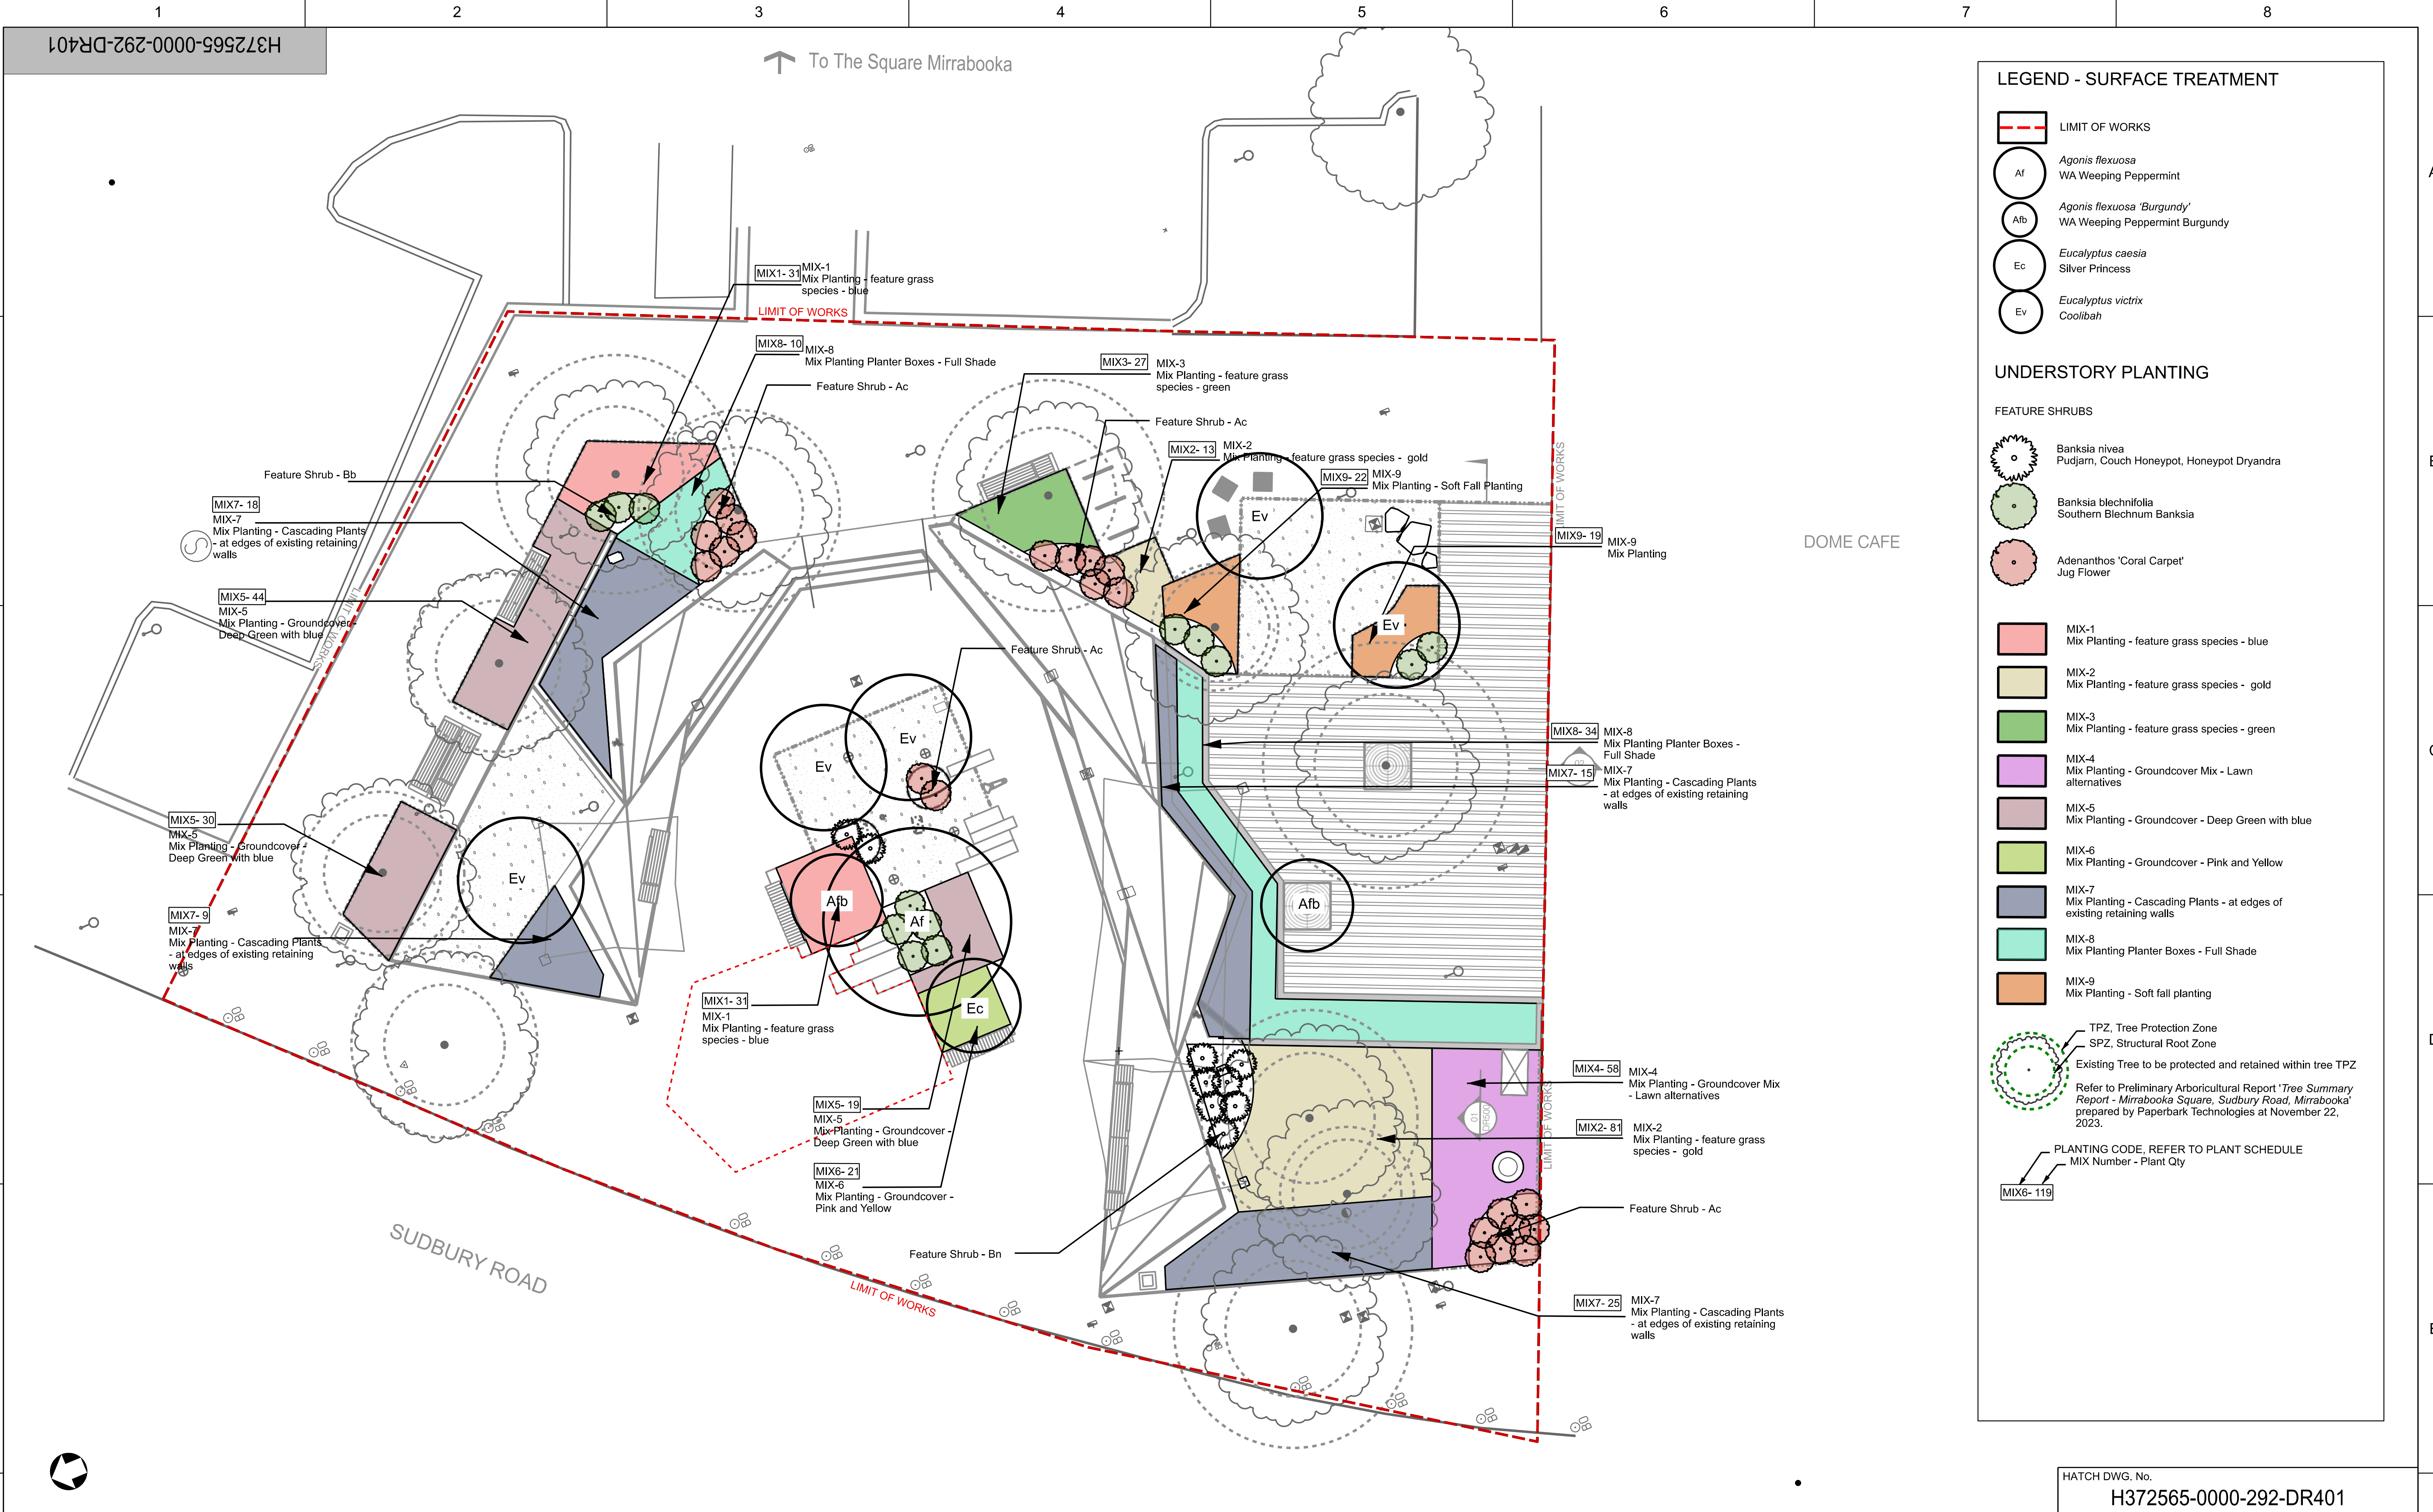 1
2
3
4
5
6
7
8
H372565-0000-292-DR401
To The Square Mirrabooka
MIX1- 31
MIX-1
Mix Planting - feature grass
species - blue
LIMIT OF WORKS
MIX8- 10
MIX-8
Mix Planting Planter Boxes - Full Shade
Feature Shrub - Ac
MIX3- 27
MIX-3
Mix Planting - feature grass
species - green
Feature Shrub - Ac
MIX2- 13
MIX-2
Mix Planting - feature grass species - gold
MIX9- 22
MIX-9
Mix Planting - Soft Fall Planting
LIMIT OF WORKS
Ev
MIX9- 19
MIX-9
Mix Planting
DOME CAFE
Ev
Feature Shrub - Bb
MIX7- 18
MIX-7
Mix Planting - Cascading Plants
- at edges of existing retaining
walls
MIX5- 44
MIX-5
Mix Planting - Groundcover -
Deep Green with blue
LIMIT OF WORKS
Feature Shrub - Ac
Ev
Ev
MIX8- 34
MIX-8
Mix Planting Planter Boxes -
Full Shade
MIX7- 15
MIX-7
Mix Planting - Cascading Plants
- at edges of existing retaining
walls
MIX5- 30
MIX-5
Mix Planting - Groundcover -
Deep Green with blue
Ev
Afb
Af
Afb
MIX7- 9
MIX-7
Mix Planting - Cascading Plants
- at edges of existing retaining
walls
MIX1- 31
MIX-1
Mix Planting - feature grass
species - blue
Ec
MIX5- 19
MIX-5
Mix Planting - Groundcover -
Deep Green with blue
MIX6- 21
MIX-6
Mix Planting - Groundcover -
Pink and Yellow
Feature Shrub - Bn
MIX4- 58
MIX-4
Mix Planting - Groundcover Mix
- Lawn alternatives
01
DR600
LIMIT OF WORKS
MIX2- 81
MIX-2
Mix Planting - feature grass
species - gold
Feature Shrub - Ac
MIX7- 25
MIX-7
Mix Planting - Cascading Plants
- at edges of existing retaining
walls
SUDBURY ROAD
LIMIT OF WORKS
LEGEND - SURFACE TREATMENT
LIMIT OF WORKS
Af
Agonis flexuosa
WA Weeping Peppermint
Afb
Agonis flexuosa 'Burgundy'
WA Weeping Peppermint Burgundy
Ec
Eucalyptus caesia
Silver Princess
Ev
Eucalyptus victrix
Coolibah
UNDERSTORY PLANTING
FEATURE SHRUBS
Banksia nivea
Pudjarn, Couch Honeypot, Honeypot Dryandra
Banksia blechnifolia
Southern Blechnum Banksia
Adenanthos 'Coral Carpet'
Jug Flower
MIX-1
Mix Planting - feature grass species - blue
MIX-2
Mix Planting - feature grass species - gold
MIX-3
Mix Planting - feature grass species - green
MIX-4
Mix Planting - Groundcover Mix - Lawn
alternatives
MIX-5
Mix Planting - Groundcover - Deep Green with blue
MIX-6
Mix Planting - Groundcover - Pink and Yellow
MIX-7
Mix Planting - Cascading Plants - at edges of
existing retaining walls
MIX-8
Mix Planting Planter Boxes - Full Shade
MIX-9
Mix Planting - Soft fall planting
TPZ, Tree Protection Zone
SPZ, Structural Root Zone
Existing Tree to be protected and retained within tree TPZ
Refer to Preliminary Arboricultural Report 'Tree Summary
Report - Mirrabooka Square, Sudbury Road, Mirrabooka'
prepared by Paperbark Technologies at November 22,
2023.
PLANTING CODE, REFER TO PLANT SCHEDULE
MIX Number - Plant Qty
MIX6- 119
HATCH DWG. No.
H372565-0000-292-DR401